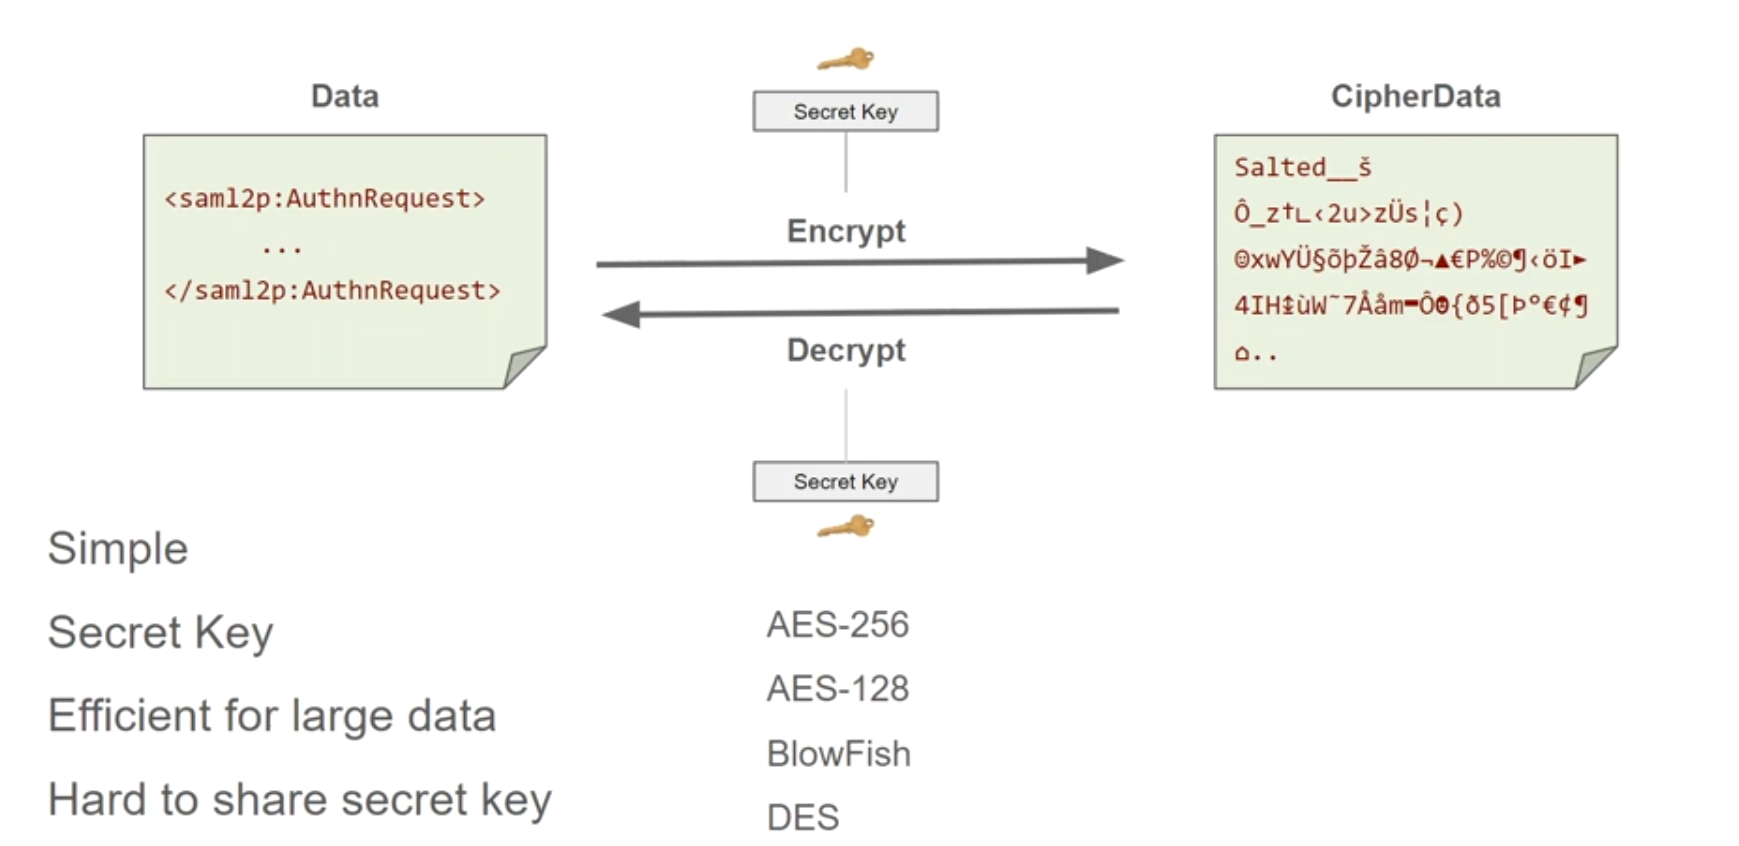 Data
<saml2p:AuthnRequest>
...
</saml2p:AuthnRequest>
Secret Key
Encrypt
Decrypt
Secret Key
CipherData
Salted__š
Ô_z†∟‹2u>zÜs¦ç)
☺xwYÜ§õþŽâ8Ø¬▲€P%©¶‹öI►
4IH↨ùW˜7Ååm▬Ô☻{ð5[Þ°€¢¶
⌂..
Simple
Secret Key
Efficient for large data
Hard to share secret key
AES-256
AES-128
BlowFish
DES